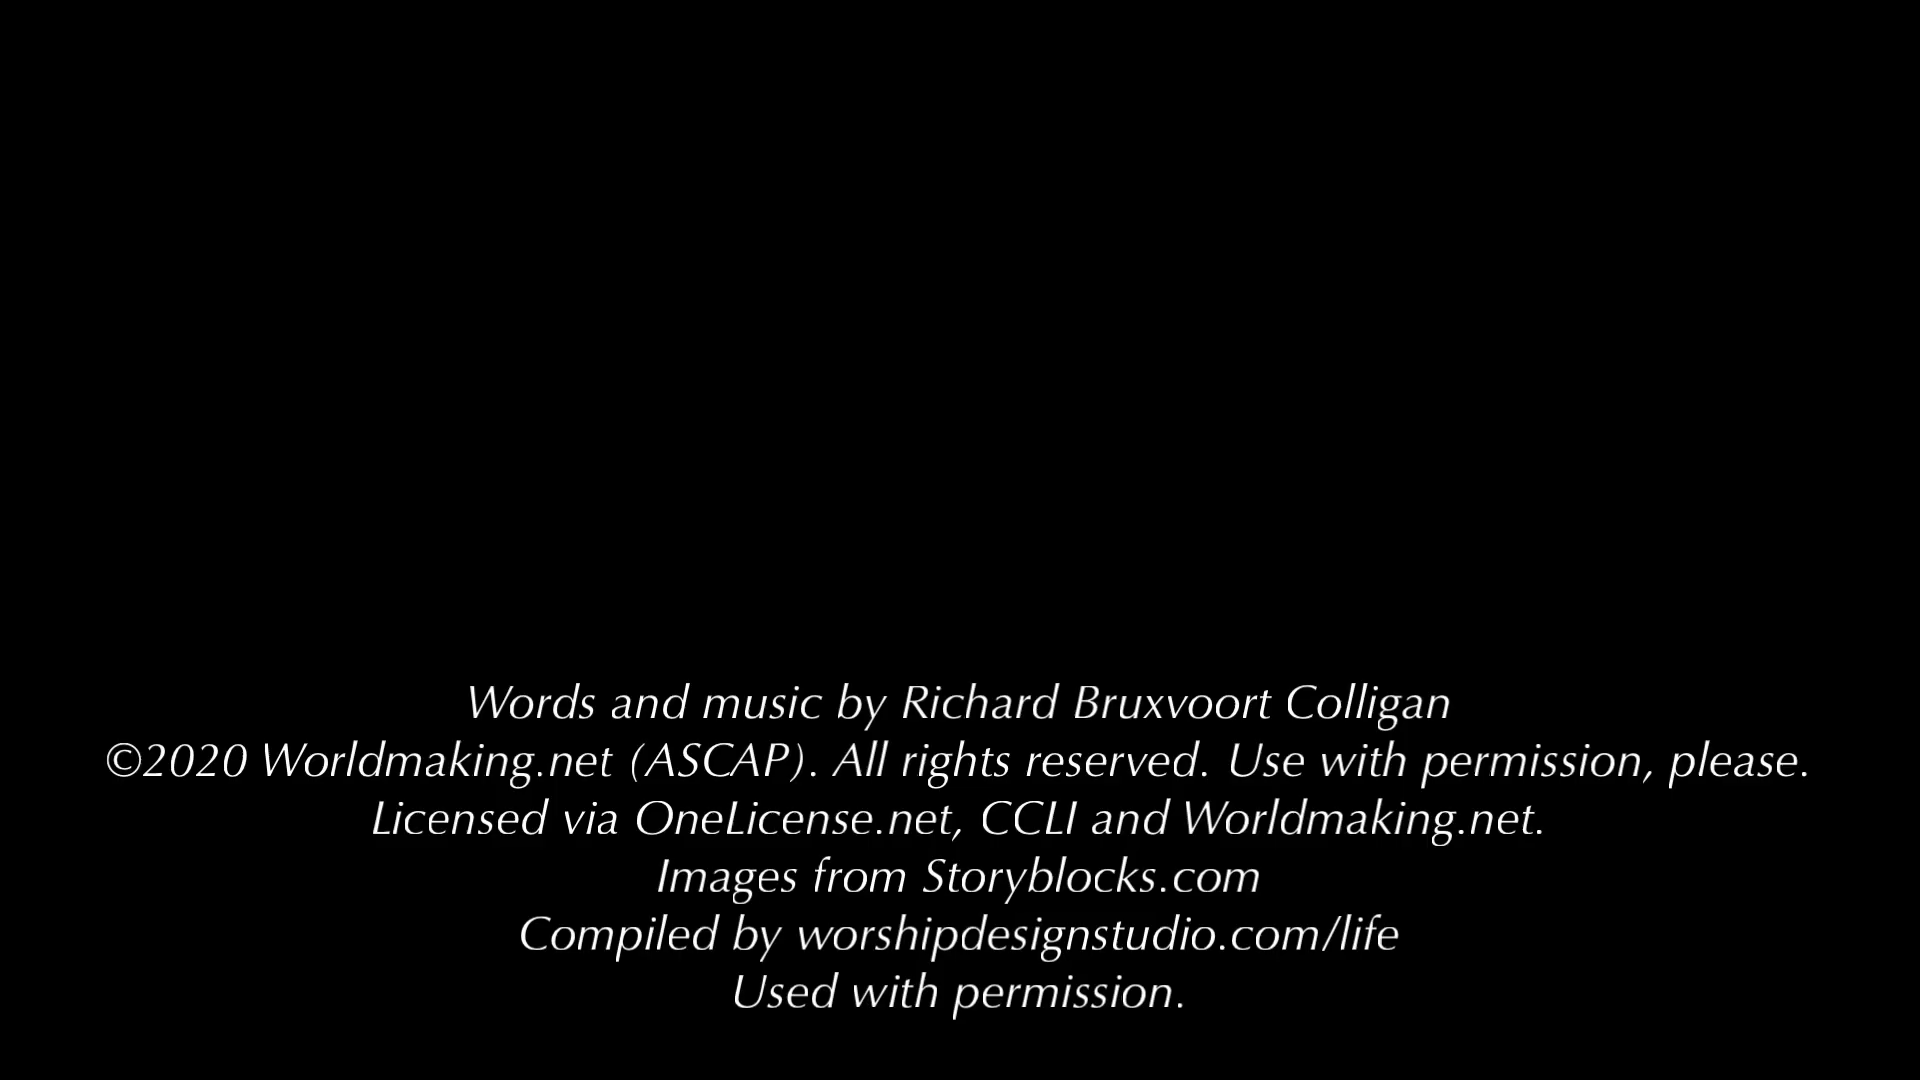 Words and music by Richard Bruxvoort Colligan
©2020 Worldmaking.net (ASCAP). All rights reserved. Use with permission, please.
Licensed via OneLicense.net, CCLI and Worldmaking.net.
Images from Storyblocks.com
Compiled by worshipdesignstudio.com/life
Used with permission.